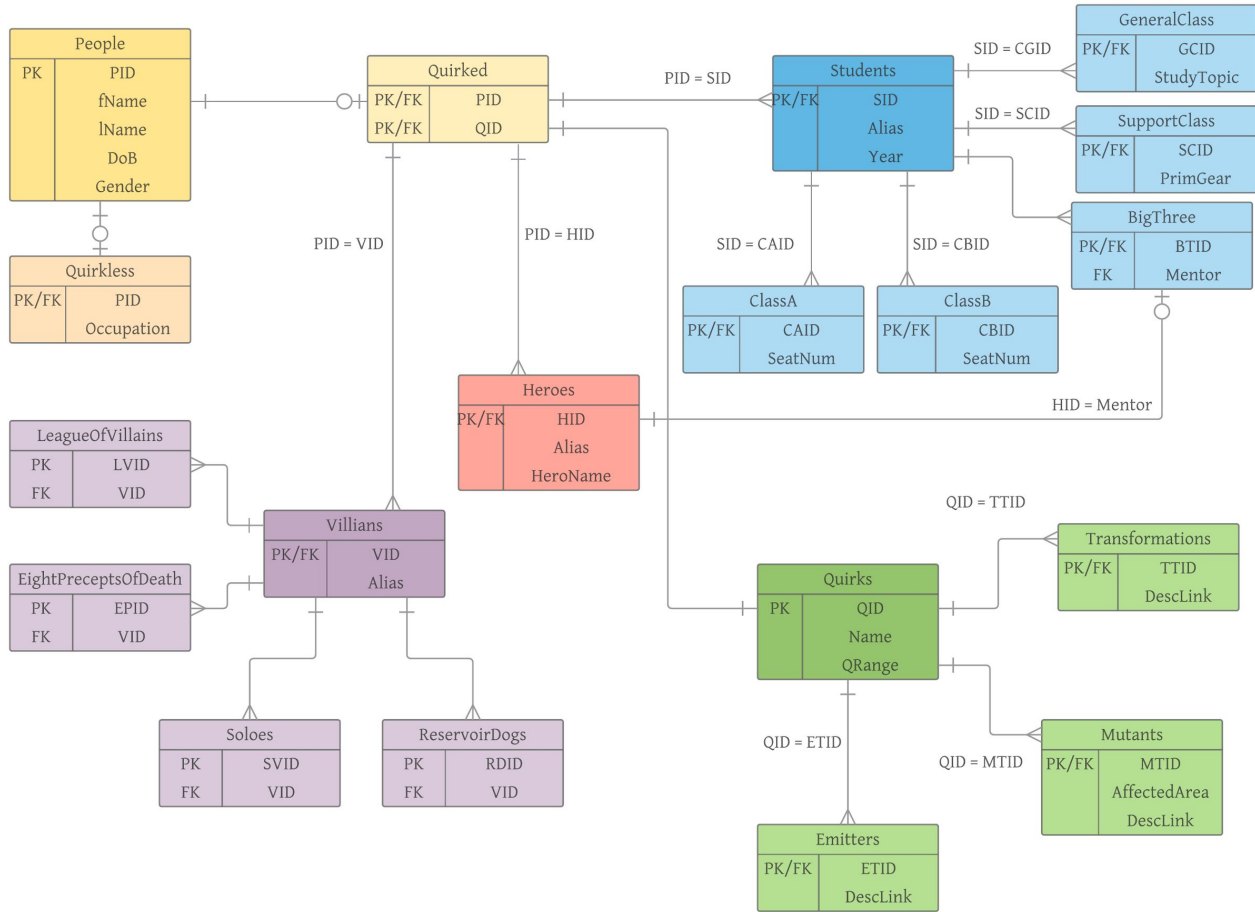 People
PK PID
fName
lName
DoB
Gender
Quirkless
PK/FK PID
Occupation
Quirked
PK/FK PID
PK/FK QID
PID = SID
Students
PK/FK SID
Alias
Year
SID = CGID
GeneralClass
PK/FK GCID
StudyTopic
SID = SCID
SupportClass
PK/FK SCID
PrimGear
BigThree
PK/FK BTID
FK Mentor
PID = VID
PID = HID
SID = CAID
SID = CBID
ClassA
PK/FK CAID
SeatNum
ClassB
PK/FK CBID
SeatNum
Heroes
PK/FK HID
Alias
HeroName
HID = Mentor
LeagueOfVillains
PK LVID
FK VID
Villians
PK/FK VID
Alias
EightPreceptsOfDeath
PK EPID
FK VID
Soloes
PK SVID
FK VID
ReservoirDogs
PK RDID
FK VID
QID = TTID
Transformations
PK/FK TTID
DescLink
Quirks
PK QID
Name
QRange
QID = ETID
QID = MTID
Mutants
PK/FK MTID
AffectedArea
DescLink
Emitters
PK/FK ETID
DescLink